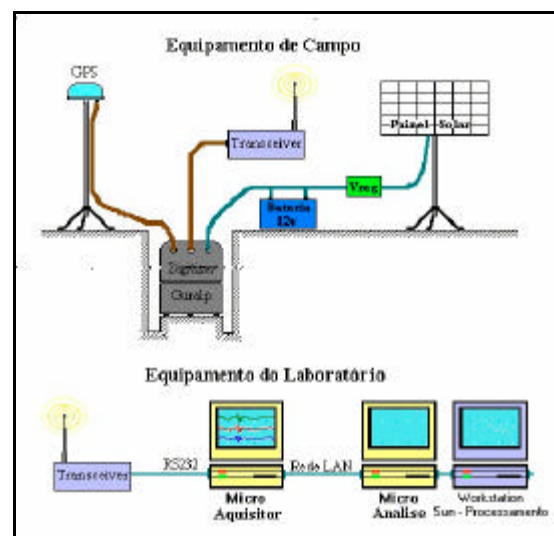 Equipamento de Campo
GPS
Transceiver
Painel Solar
Vreg
Bateria
12v
Digitizer
Guralp
Equipamento do Laboratório
Transceiver
RS232
Rede LAN
Micro
Aquisitor
Micro
Analise
Workstation
Sun - Processamento